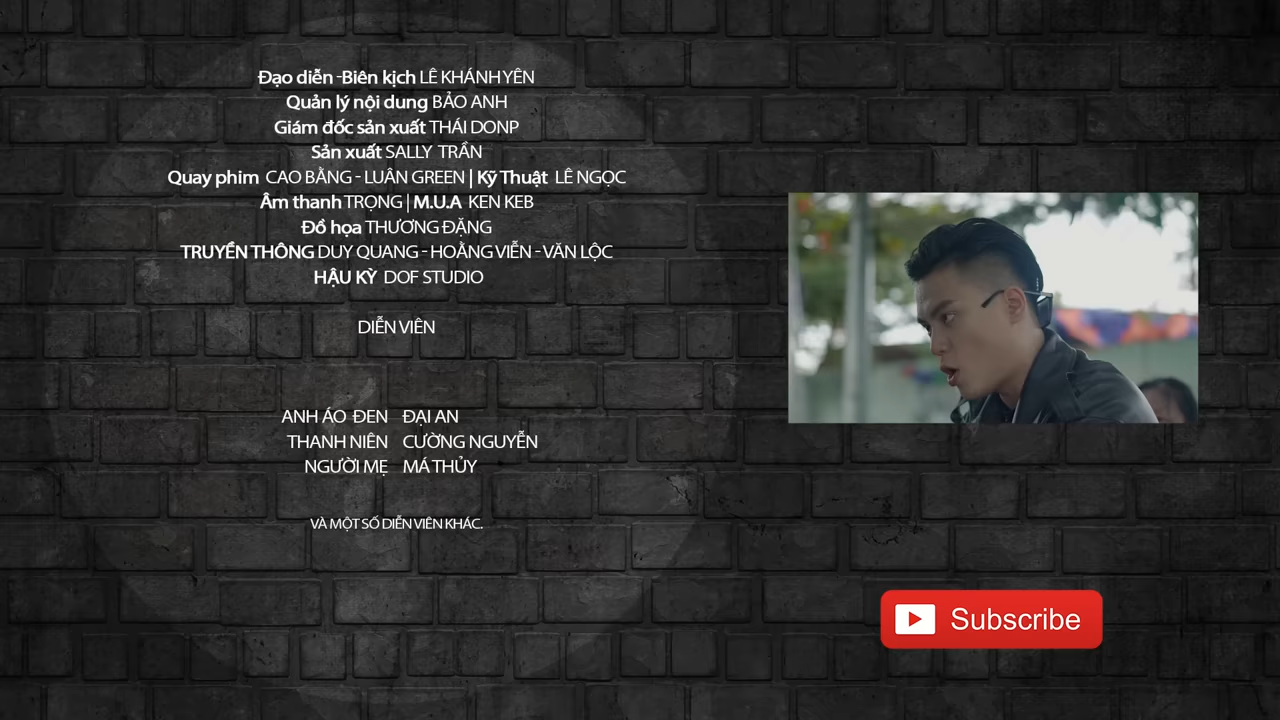 Đạo diễn -Biên kịch LÊ KHÁNH YÊN
Quản lý nội dung BẢO ANH
Giám đốc sản xuất THÁI DONP
Sản xuất SALLY TRẦN
Quay phim CAO BẰNG - LUÂN GREEN | Kỹ Thuật LÊ NGỌC
Âm thanh TRỌNG | M.U.A KEN KEB
Đồ họa THƯƠNG ĐẶNG
TRUYỀN THÔNG DUY QUANG - HOẰNG VIỄN - VĂN LỘC
HẬU KỲ DOF STUDIO
DIỄN VIÊN
ANH ÁO ĐEN ĐẠI AN
THANH NIÊN CƯỜNG NGUYỄN
NGƯỜI MẸ MÁ THỦY
VÀ MỘT SỐ DIỄN VIÊN KHÁC.
Subscribe